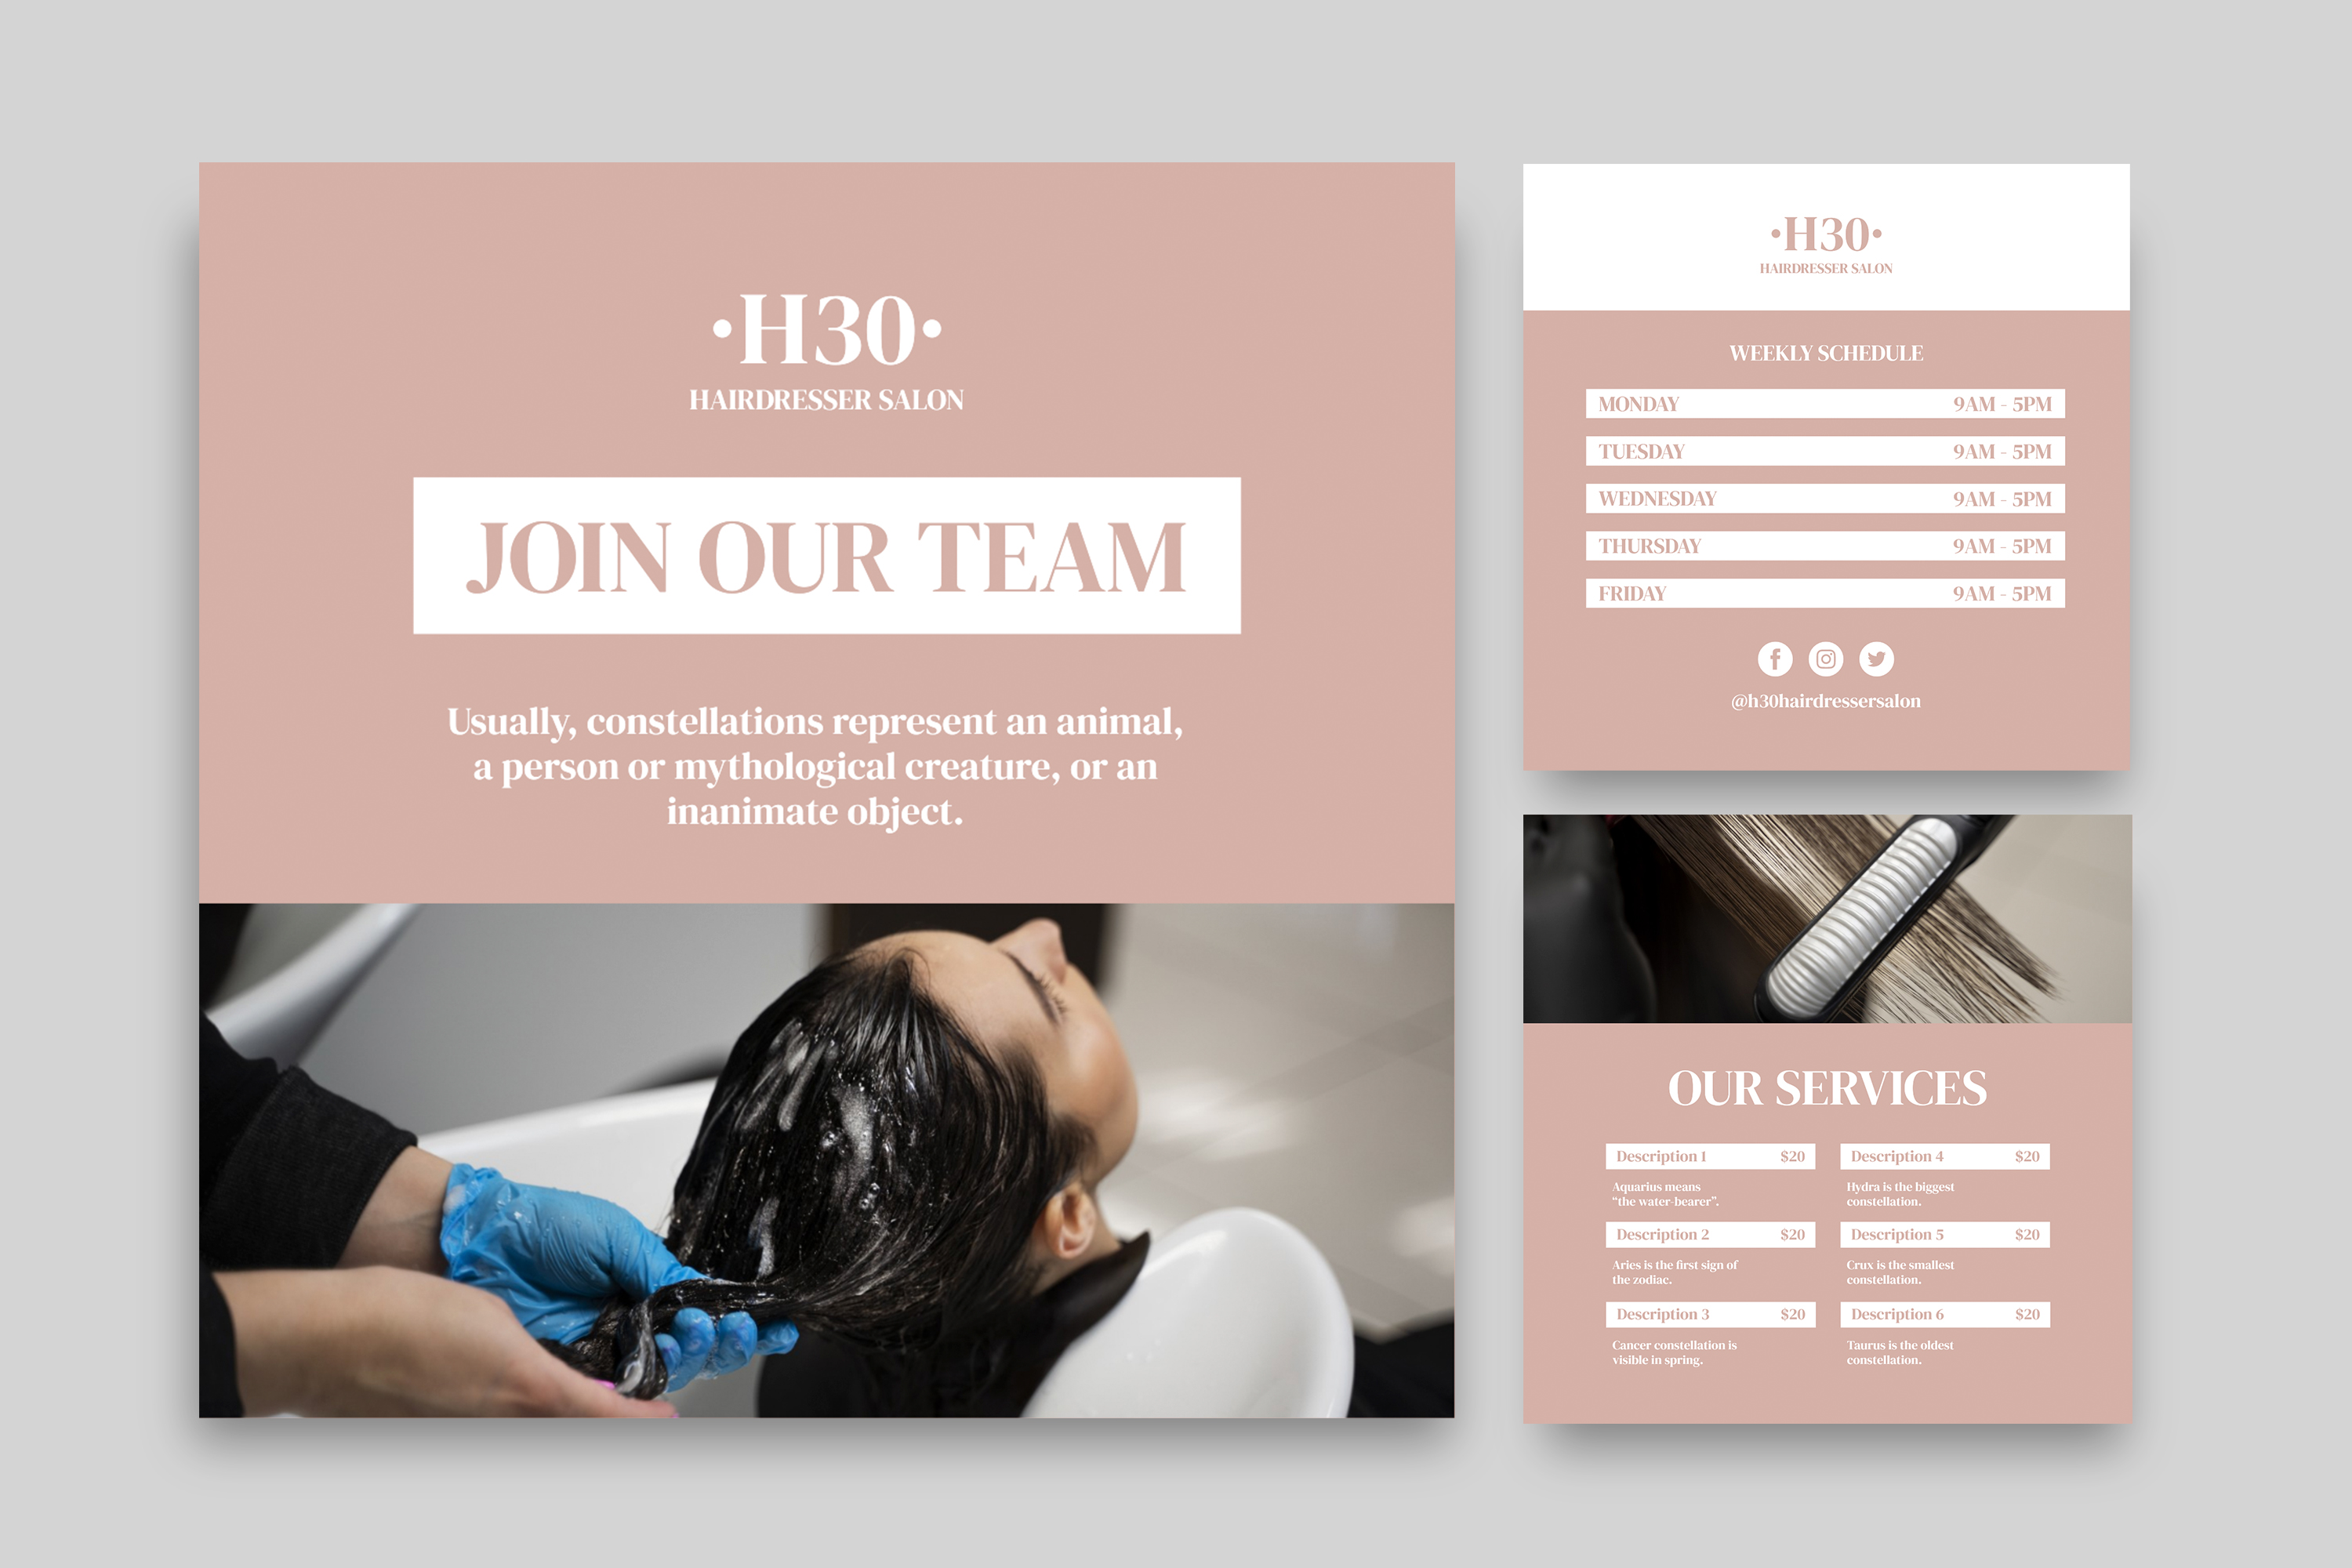 ·H30·
HAIRDRESSER SALON
JOIN OUR TEAM
Usually, constellations represent an animal,
a person or mythological creature, or an
inanimate object.
·H30·
HAIRDRESSER SALON
WEEKLY SCHEDULE
MONDAY 9AM - 5PM
TUESDAY 9AM - 5PM
WEDNESDAY 9AM - 5PM
THURSDAY 9AM - 5PM
FRIDAY 9AM - 5PM
@h30hairdressersalon
OUR SERVICES
Description 1 $20
Aquarius means
“the water-bearer”.
Description 2 $20
Aries is the first sign of
the zodiac.
Description 3 $20
Cancer constellation is
visible in spring.
Description 4 $20
Hydra is the biggest
constellation.
Description 5 $20
Crux is the smallest
constellation.
Description 6 $20
Taurus is the oldest
constellation.